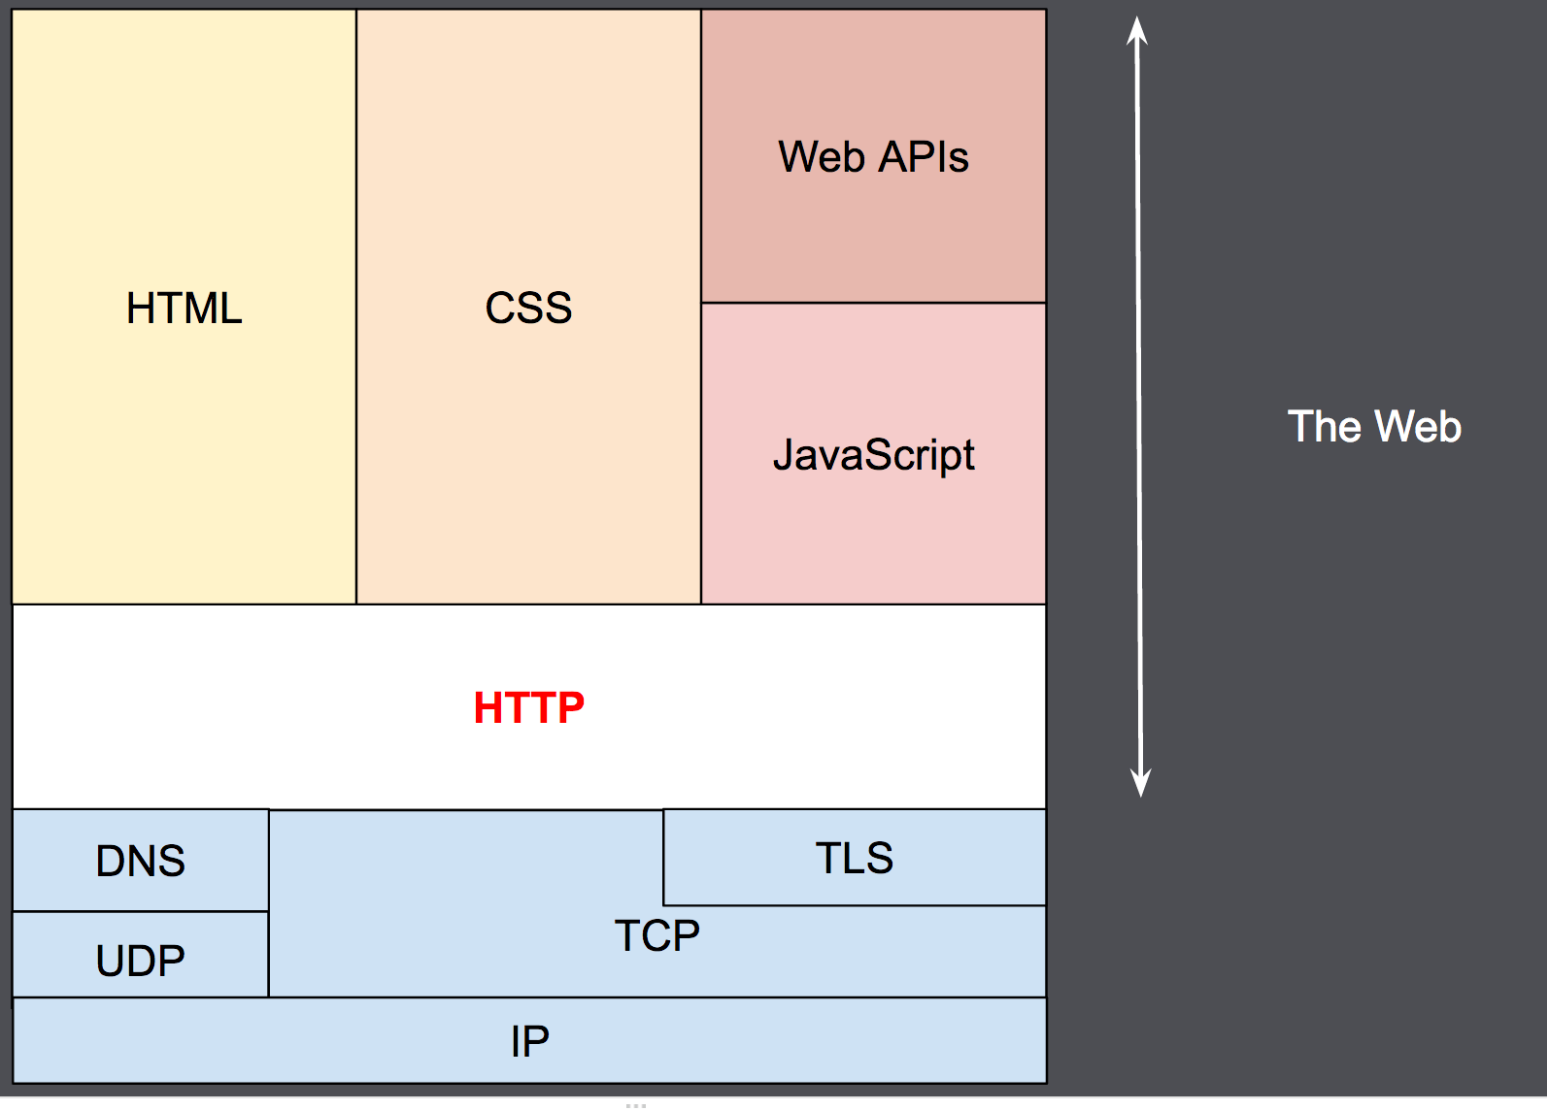 Web APIs
HTML
CSS
The Web
JavaScript
HTTP
DNS
TLS
TCP
UDP
IP